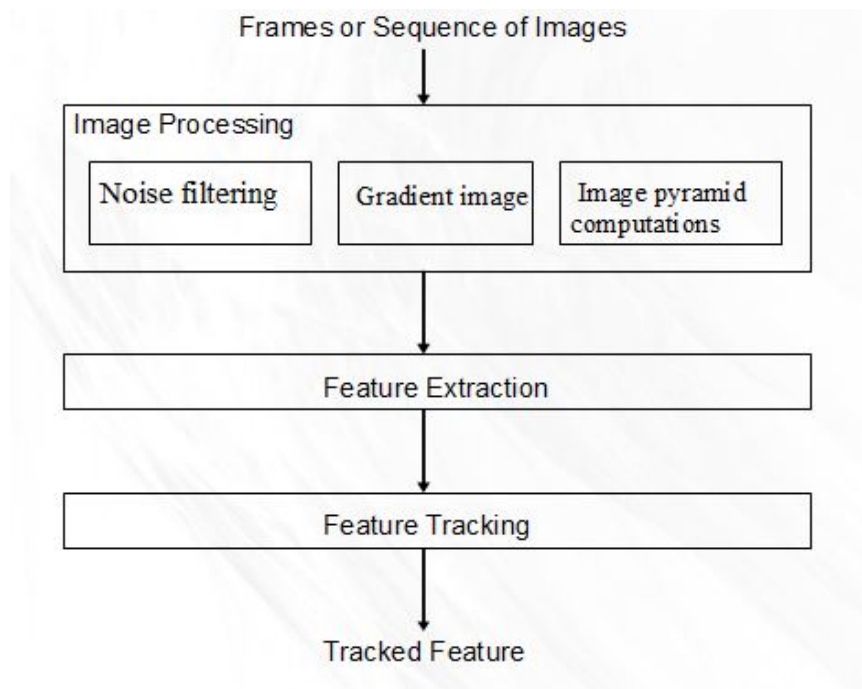 Frames or Sequence of Images
Image Processing
Noise filtering
Gradient image
Image pyramid
computations
Feature Extraction
Feature Tracking
Tracked Feature